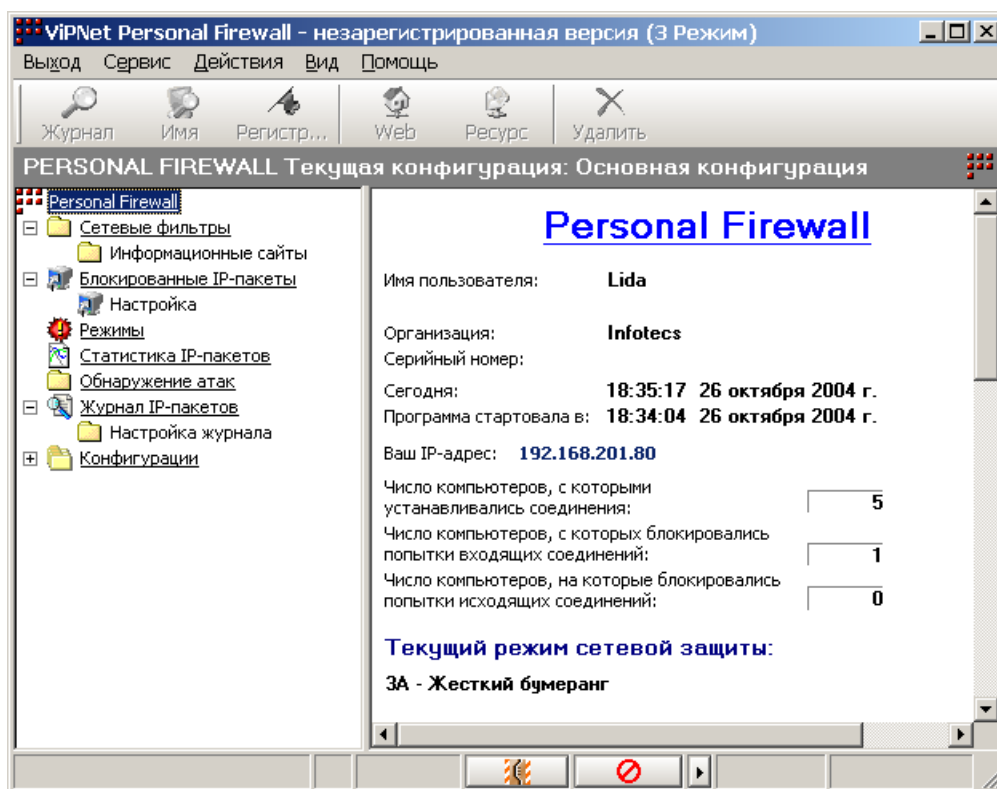 ViPNet Personal Firewall - незарегистрированная версия (3 Режим)
Выход Сервис Действия Вид Помощь
Журнал Имя Регистр... Web Ресурс Удалить
PERSONAL FIREWALL Текущая конфигурация: Основная конфигурация
Personal Firewall
Сетевые фильтры
Информационные сайты
Блокированные IP-пакеты
Настройка
Режимы
Статистика IP-пакетов
Обнаружение атак
Журнал IP-пакетов
Настройка журнала
Конфигурации
Personal Firewall
Имя пользователя: Lida
Организация: Infotecs
Серийный номер:
Сегодня: 18:35:17 26 октября 2004 г.
Программа стартовала в: 18:34:04 26 октября 2004 г.
Ваш IP-адрес: 192.168.201.80
Число компьютеров, с которыми
устанавливались соединения: 5
Число компьютеров, с которых блокировались
попытки входящих соединений: 1
Число компьютеров, на которые блокировались
попытки исходящих соединений: 0
Текущий режим сетевой защиты:
3А - Жесткий бумеранг